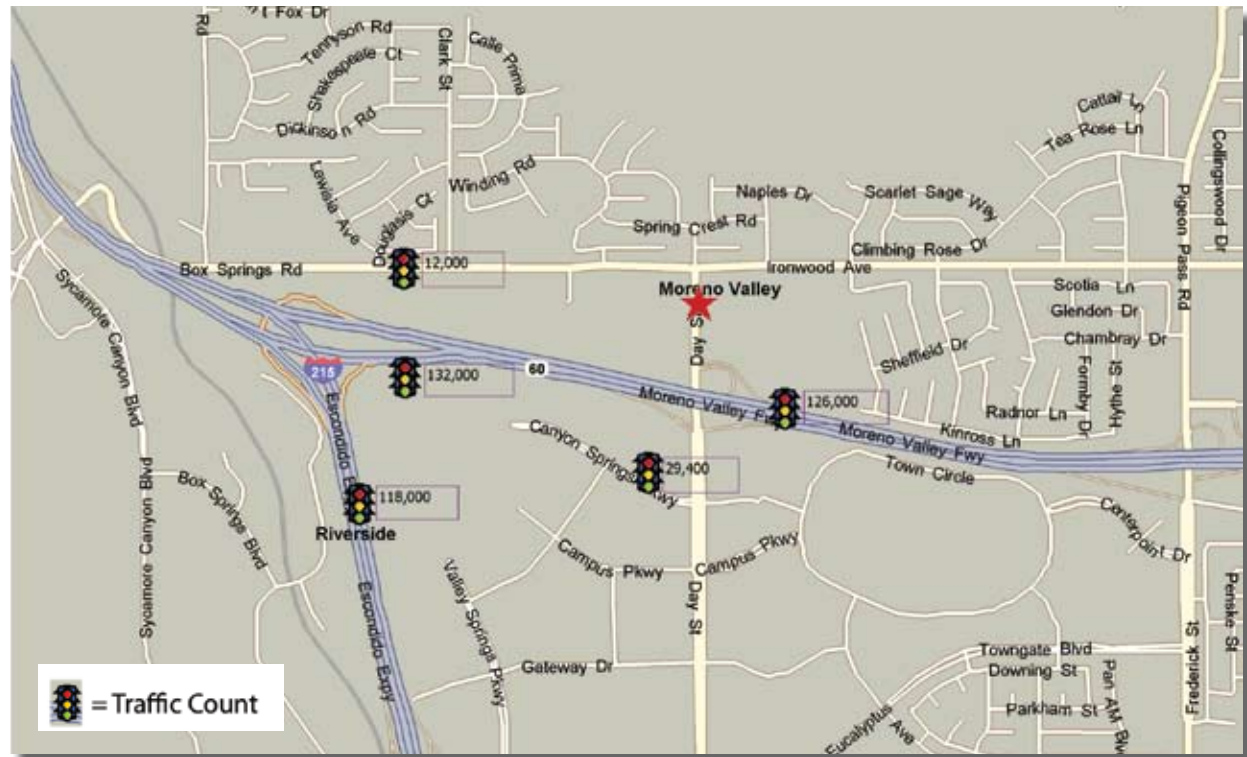 t Fox Dr
Rd
Tennyson Rd
Shakespeare Ct
Clark St
Calle Prima
Dickinson Rd
Lewisia Ave
Douglasis Ct
Winding Rd
Cattail Ln
Tea Rose Ln
Collingswood Dr
Pigeon Pass Rd
Naples Dr
Scarlet Sage Way
Spring Crest Rd
Climbing Rose Dr
Box Springs Rd
12,000
Ironwood Ave
Moreno Valley
Scotia Ln
Glendon Dr
Chambray Dr
Sycamore Canyon Blvd
Day St
Sheffield Dr
Formby Dr
Hythe St
215
132,000
60
Moreno Valley F
126,000
Radnor Ln
Kinross Ln
Moreno Valley Fwy
Escondido E
Canyon Springs Pkwy
29,400
Town Circle
Box Springs Blvd
118,000
Riverside
Centerpoint Dr
Sycamore Canyon Blvd
Campus Pkwy
Campus Pkwy
Valley Springs Pkwy
Escondido Expy
Day St
Penske St
Gateway Dr
Towngate Blvd
Downing St
Parkham St
Pan AM Blv
Frederick St
Eucalyptus Ave
= Traffic Count